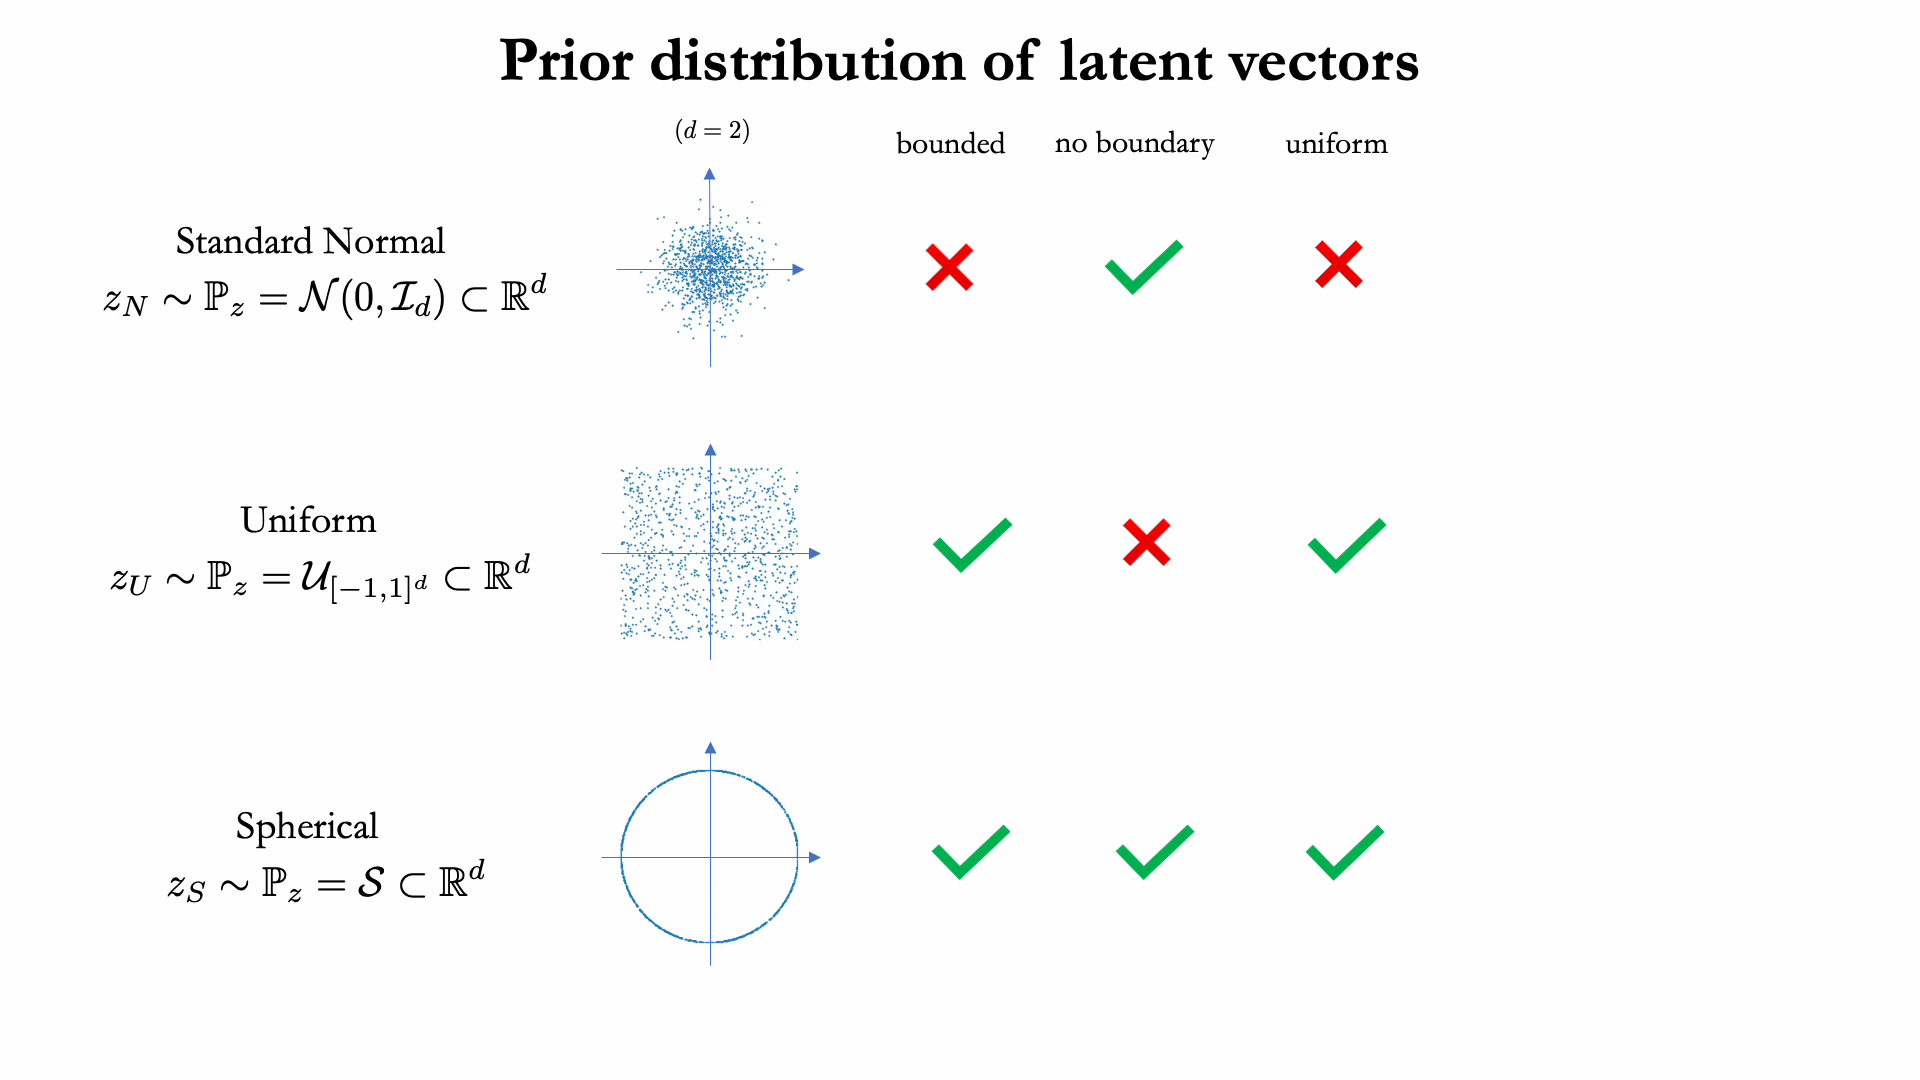 Prior distribution of latent vectors
(d = 2)
bounded no boundary uniform
Standard Normal
z_N ∼ ℙ_z = 𝒩(0, ℐ_d) ⊂ ℝ^d
Uniform
z_U ∼ ℙ_z = 𝒰_{[−1,1]^d} ⊂ ℝ^d
Spherical
z_S ∼ ℙ_z = 𝒮 ⊂ ℝ^d